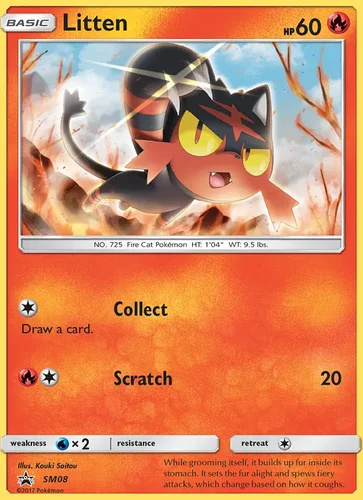 BASIC Litten HP60
NO. 725 Fire Cat Pokémon HT: 1'04" WT: 9.5 lbs.
Collect
Draw a card.
Scratch 20
weakness ×2 resistance retreat
Illus. Kouki Saitou
PROMO SM08
©2017 Pokémon
While grooming itself, it builds up fur inside its
stomach. It sets the fur alight and spews fiery
attacks, which change based on how it coughs.